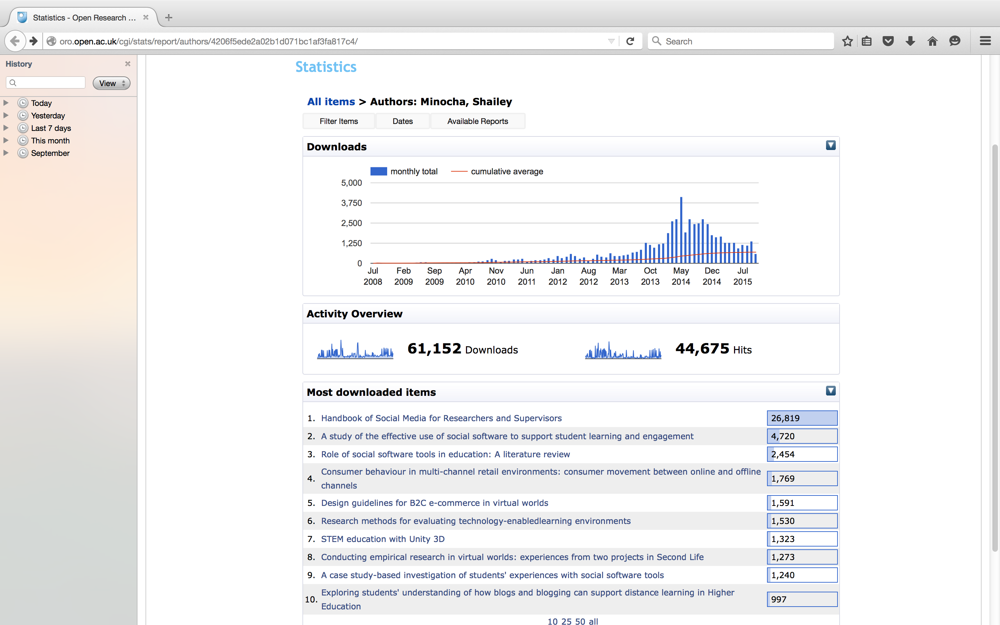 Statistics - Open Research ...
oro.open.ac.uk/cgi/stats/report/authors/4206f5ede2a02b1d071bc1af3fa817c4/
Search
History
View
Today
Yesterday
Last 7 days
This month
September
Statistics
All items > Authors: Minocha, Shailey
Filter Items Dates Available Reports
Downloads
monthly total cumulative average
5,000
3,750
2,500
1,250
0
Jul Feb Sep Apr Nov Jun Jan Aug Mar Oct May Dec Jul
2008 2009 2009 2010 2010 2011 2012 2012 2013 2013 2014 2014 2015
Activity Overview
61,152 Downloads 44,675 Hits
Most downloaded items
1. Handbook of Social Media for Researchers and Supervisors 26,819
2. A study of the effective use of social software to support student learning and engagement 4,720
3. Role of social software tools in education: A literature review 2,454
4. Consumer behaviour in multi-channel retail environments: consumer movement between online and offline
channels 1,769
5. Design guidelines for B2C e-commerce in virtual worlds 1,591
6. Research methods for evaluating technology-enabledlearning environments 1,530
7. STEM education with Unity 3D 1,323
8. Conducting empirical research in virtual worlds: experiences from two projects in Second Life 1,273
9. A case study-based investigation of students' experiences with social software tools 1,240
10. Exploring students' understanding of how blogs and blogging can support distance learning in Higher
Education 997
10 25 50 all